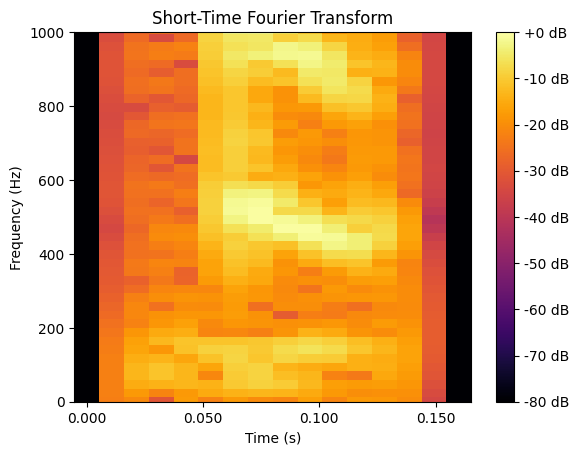 Short-Time Fourier Transform
1000
800
600
400
200
0
Frequency (Hz)
0.000
0.050
0.100
0.150
Time (s)
+0 dB
-10 dB
-20 dB
-30 dB
-40 dB
-50 dB
-60 dB
-70 dB
-80 dB